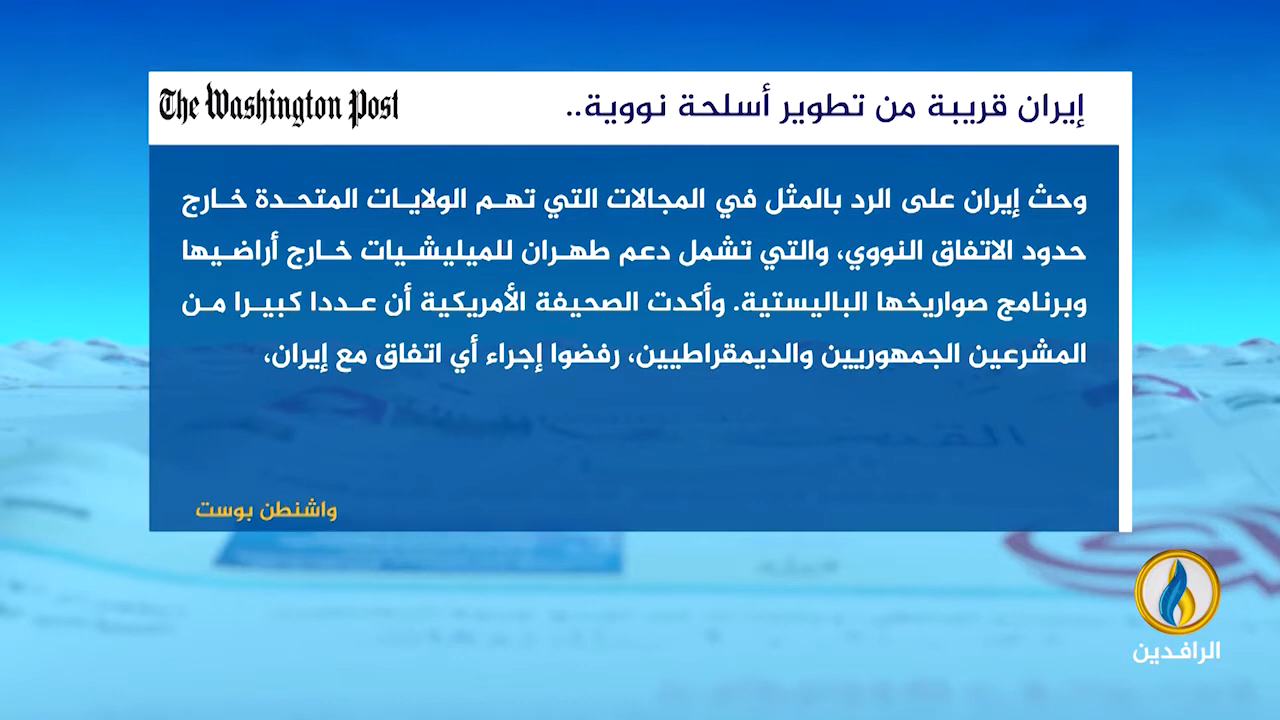 The Washington Post
إيران قريبة من تطوير أسلحة نووية..
وحث إيران على الرد بالمثل في المجالات التي تهم الولايات المتحدة خارج
حدود الاتفاق النووي، والتي تشمل دعم طهران للميليشيات خارج أراضيها
وبرنامج صواريخها الباليستية. وأكدت الصحيفة الأمريكية أن عددا كبيرا من
المشرعين الجمهوريين والديمقراطيين، رفضوا إجراء أي اتفاق مع إيران،
واشنطن بوست
الرافدين